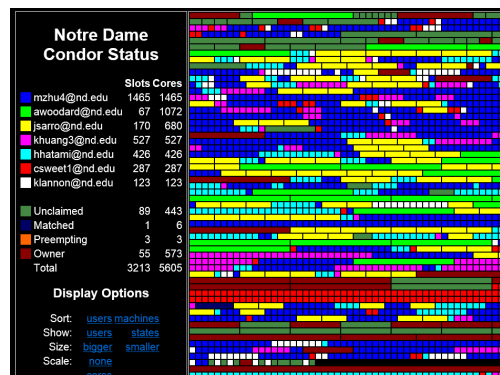 Notre Dame
Condor Status
Slots Cores
mzhu4@nd.edu 1465 1465
awoodard@nd.edu 67 1072
jsarro@nd.edu 170 680
khuang3@nd.edu 527 527
hhatami@nd.edu 426 426
csweet1@nd.edu 287 287
klannon@nd.edu 123 123
Unclaimed 89 443
Matched 1 6
Preempting 3 3
Owner 55 573
Total 3213 5605
Display Options
Sort: users machines
Show: users states
Size: bigger smaller
Scale: none